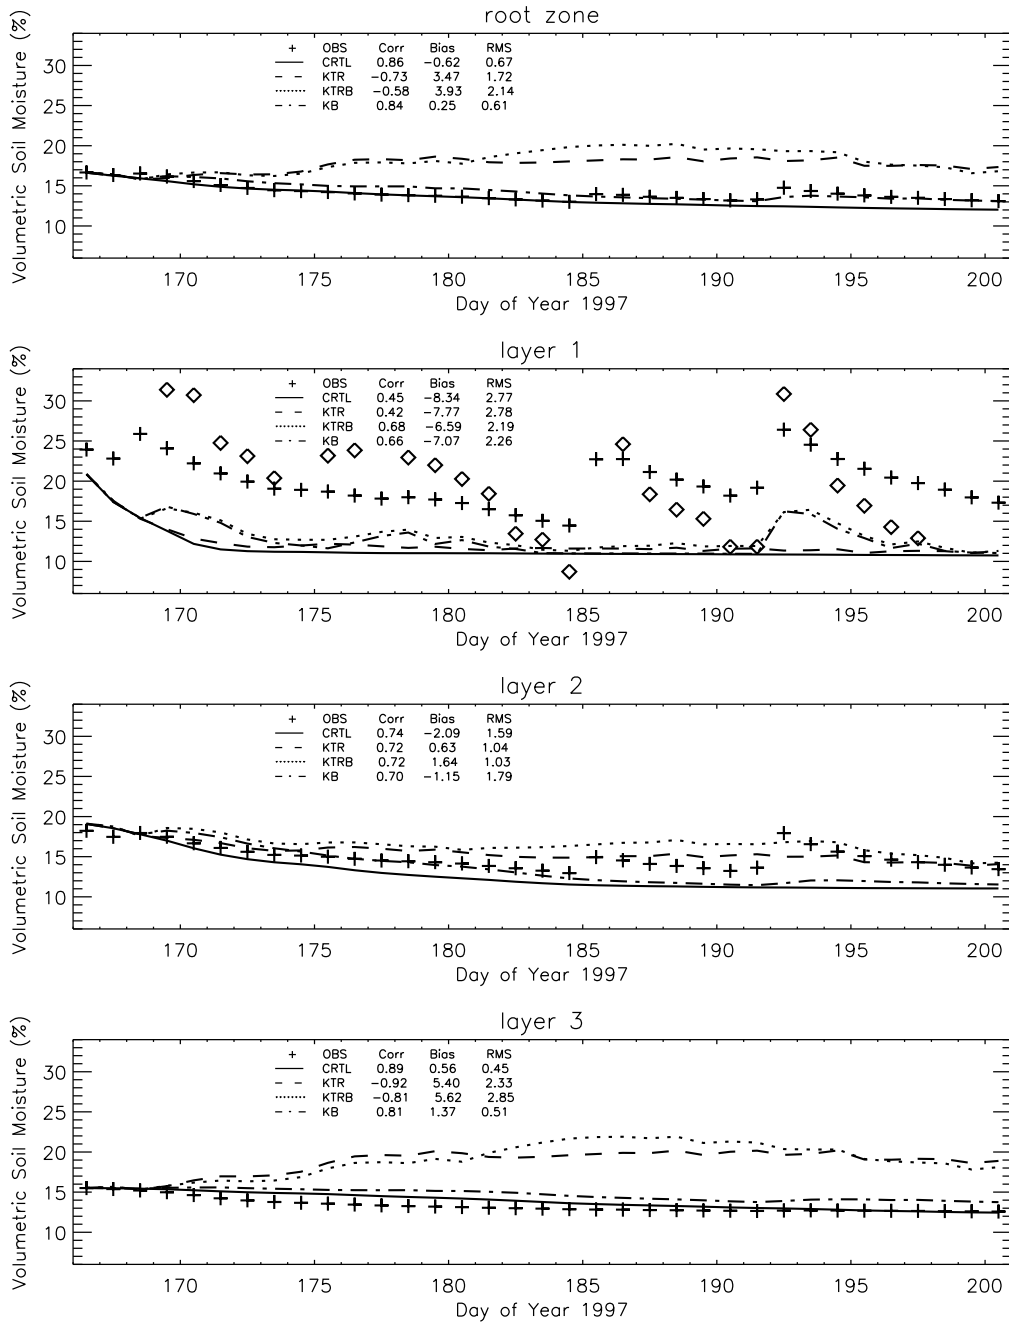 root zone
Volumetric Soil Moisture (%)
30
25
20
15
10
+ OBS Corr Bias RMS
CRTL 0.86 −0.62 0.67
KTR −0.73 3.47 1.72
KTRB −0.58 3.93 2.14
KB 0.84 0.25 0.61
170 175 180 185 190 195 200
Day of Year 1997
layer 1
Volumetric Soil Moisture (%)
30
25
20
15
10
+ OBS Corr Bias RMS
CRTL 0.45 −8.34 2.77
KTR 0.42 −7.77 2.78
KTRB 0.68 −6.59 2.19
KB 0.66 −7.07 2.26
170 175 180 185 190 195 200
Day of Year 1997
layer 2
Volumetric Soil Moisture (%)
30
25
20
15
10
+ OBS Corr Bias RMS
CRTL 0.74 −2.09 1.59
KTR 0.72 0.63 1.04
KTRB 0.72 1.64 1.03
KB 0.70 −1.15 1.79
170 175 180 185 190 195 200
Day of Year 1997
layer 3
Volumetric Soil Moisture (%)
30
25
20
15
10
+ OBS Corr Bias RMS
CRTL 0.89 0.56 0.45
KTR −0.92 5.40 2.33
KTRB −0.81 5.62 2.85
KB 0.81 1.37 0.51
170 175 180 185 190 195 200
Day of Year 1997